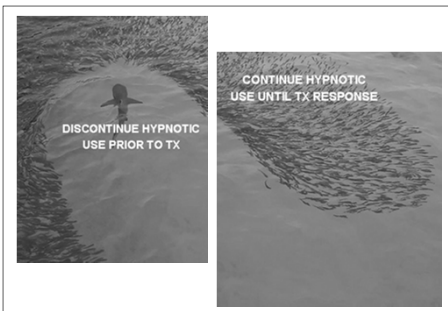 DISCONTINUE HYPNOTIC
USE PRIOR TO TX
CONTINUE HYPNOTIC
USE UNTIL TX RESPONSE